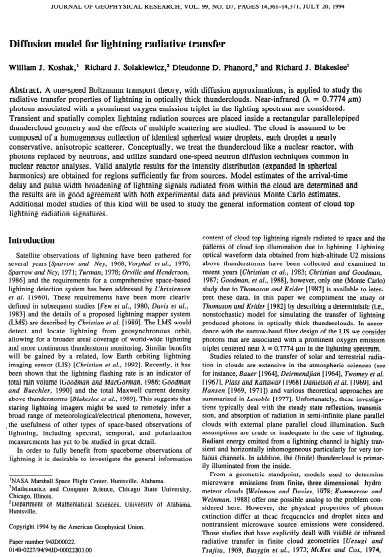 JOURNAL OF GEOPHYSICAL RESEARCH, VOL. 99, NO. D7, PAGES 14,361-14,371, JULY 20, 1994
Diffusion model for lightning radiative transfer
William J. Koshak,¹ Richard J. Solakiewicz,² Dieudonne D. Phanord,³ and Richard J. Blakeslee¹
Abstract. A one-speed Boltzmann transport theory, with diffusion approximations, is applied to study the
radiative transfer properties of lightning in optically thick thunderclouds. Near-infrared (λ = 0.7774 μm)
photons associated with a prominent oxygen emission triplet in the lightning spectrum are considered.
Transient and spatially complex lightning radiation sources are placed inside a rectangular parallelepiped
thundercloud geometry and the effects of multiple scattering are studied. The cloud is assumed to be
composed of a homogeneous collection of identical spherical water droplets, each droplet a nearly
conservative, anisotropic scatterer. Conceptually, we treat the thundercloud like a nuclear reactor, with
photons replaced by neutrons, and utilize standard one-speed neutron diffusion techniques common in
nuclear reactor analyses. Valid analytic results for the intensity distribution (expanded in spherical
harmonics) are obtained for regions sufficiently far from sources. Model estimates of the arrival-time
delay and pulse width broadening of lightning signals radiated from within the cloud are determined and
the results are in good agreement with both experimental data and previous Monte Carlo estimates.
Additional model studies of this kind will be used to study the general information content of cloud top
lightning radiation signatures.
Introduction
Satellite observations of lightning have been gathered for
several years [Sparrow and Ney, 1968, Vorphal et al., 1970,
Sparrow and Ney, 1971; Turman, 1978; Orville and Henderson,
1986] and the requirements for a comprehensive space-based
lightning detection system has been addressed by
et al. [1980]. These requirements have been more clearly
defined in subsequent studies [Few et al., 1980, Davis et al.,
1983] and the details of a proposed lightning mapper system
(LMS) are described by Christian et al. [1989]. The LMS would
detect and locate lightning from geosynchronous orbit,
allowing for a broader areal coverage of world-wide lightning
and more continuous thunderstorm monitoring. Similar benefits
will be gained by a related, low Earth orbiting lightning
imaging sensor (LIS) [Christian et al., 1992]. Recently, it has
been shown that the lightning flashing rate is an indicator of
total rain volume [Goodman and MacGorman, 1986; Goodman
and Buechler, 1990] and the total Maxwell current density
above thunderstorms [Blakeslee et al., 1989]. This suggests that
staring lightning imagers might be used to remotely infer a
broad range of meteorological/electrical phenomena, however,
the usefulness of other types of space-based observations of
lightning, including spectral, temporal, and polarization
measurements has yet to be studied in great detail.
In order to fully benefit from spaceborne observations of
lightning it is desirable to investigate the general information
¹NASA Marshall Space Flight Center, Huntsville, Alabama.
²Mathematics and Computer Science, Chicago State University,
Chicago, Illinois.
³Department of Mathematical Sciences, University of Alabama,
Huntsville.
Copyright 1994 by the American Geophysical Union.
Paper number 94JD00022.
0148-0227/94/94JD-00022$05.00
content of cloud top lightning signals radiated to space and the
patterns of cloud top illumination due to lightning. Lightning
optical waveform data obtained from high-altitude U2 missions
above thunderstorms have been collected and examined in
recent years [Christian et al., 1983; Christian and Goodman,
1987; Goodman, et al., 1988], however, only one (Monte Carlo)
study due to Thomson and Krider [1982] is available to interpret
these data. In this paper we compliment the study of
Thomson and Krider [1982] by describing a deterministic (i.e.,
nonstochastic) model for simulating the transfer of lightning
produced photons in optically thick thunderclouds. In accordance
with the narrow-band filter design of the LIS we consider
photons that are associated with a prominent oxygen emission
triplet centered near λ = 0.7774 μm in the lightning spectrum.
Studies related to the transfer of solar and terrestrial radiation
in clouds are extensive in the atmospheric sciences (see
for instance, Bauer [1964], Deirmendjian [1964], Twomey et al.
[1967], Plass and Kattawar [1968], Danielson et al. [1969], and
Hansen [1969, 1971]) and various theoretical approaches are
summarized in Lenoble [1977]. Unfortunately, these investigations
typically deal with the steady state reflection, transmission,
and absorption of radiation in semi-infinite plane parallel
clouds with external plane parallel cloud illumination. Such
assumptions are crude or inadequate in the case of lightning.
Radiant energy emitted from a lightning channel is highly transient
and horizontally inhomogeneous particularly for very tortuous
channels. In addition, the (finite) thundercloud is primarily
illuminated from the inside.
From a geometric standpoint, models used to determine
microwave emissions from finite, three dimensional hydrometeor
clouds [Weinman and Davies, 1978; Kummerow and
Weinman, 1988] offer one possible analog to the problem considered
here. However, the physical properties of photon
extinction differ at these frequencies and droplet sizes and
nontransient microwave source emissions were considered.
Those studies that have explicitly dealt with visible or infrared
radiative transfer in finite cloud geometries [Uesugi and
Tsujita, 1969, Busygin et al., 1973; McKee and Cox, 1974,